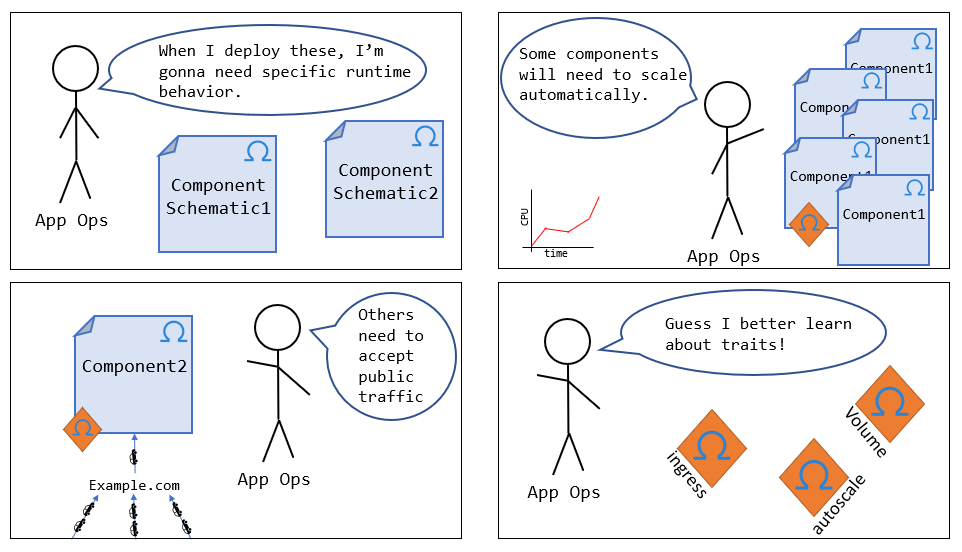 When I deploy these, I’m
gonna need specific runtime
behavior.
Ω
Component
Schematic1
Ω
Component
Schematic2
App Ops
Some components
will need to scale
automatically.
Ω
Component1
Ω
Compon
Ω
Component1
Ω
Component1
Ω
Component1
Ω
CPU
time
App Ops
Ω
Component2
Ω
Example.com
Others
need to
accept
public
traffic
App Ops
Guess I better learn
about traits!
App Ops
Ω
ingress
Ω
autoscale
Ω
Volume